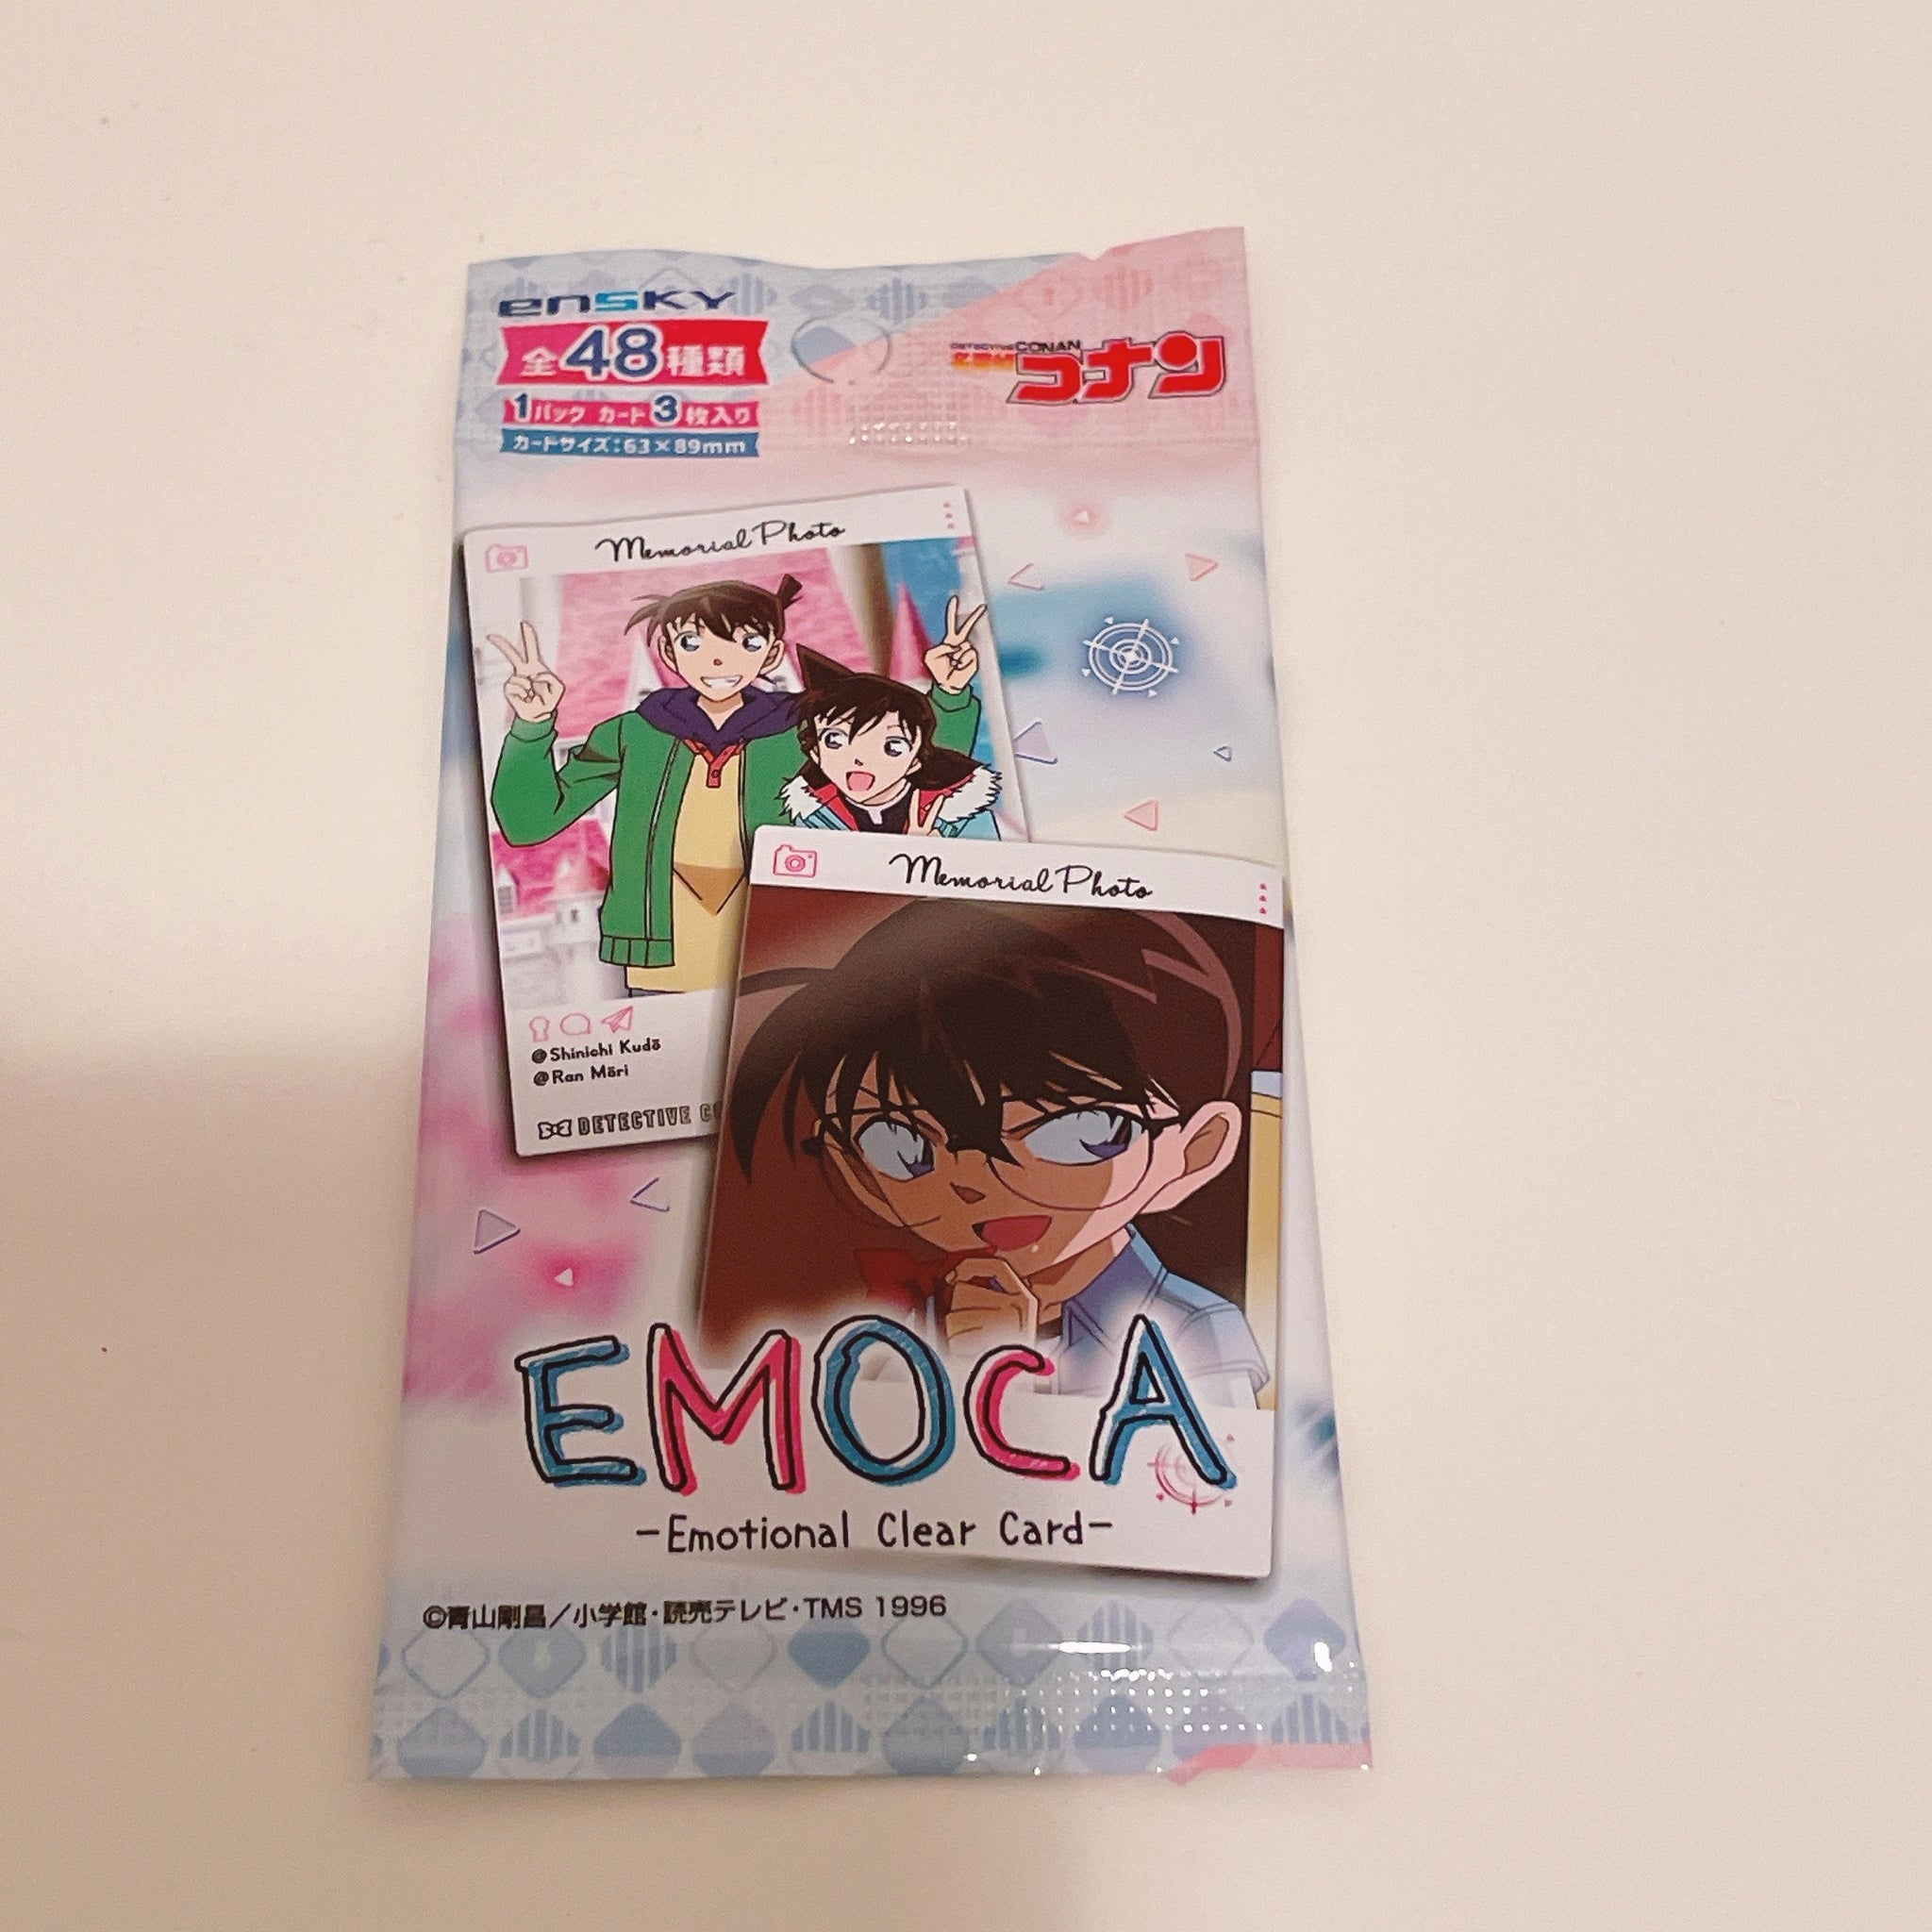 ensky
全48種類
1パック カード3枚入り
カードサイズ:63×89mm
DETECTIVE CONAN
名探偵コナン
Memorial Photo
@Shinichi Kudō
@Ran Mōri
DETECTIVE C
Memorial Photo
EMOCA
-Emotional Clear Card-
©青山剛昌／小学館・読売テレビ・TMS 1996